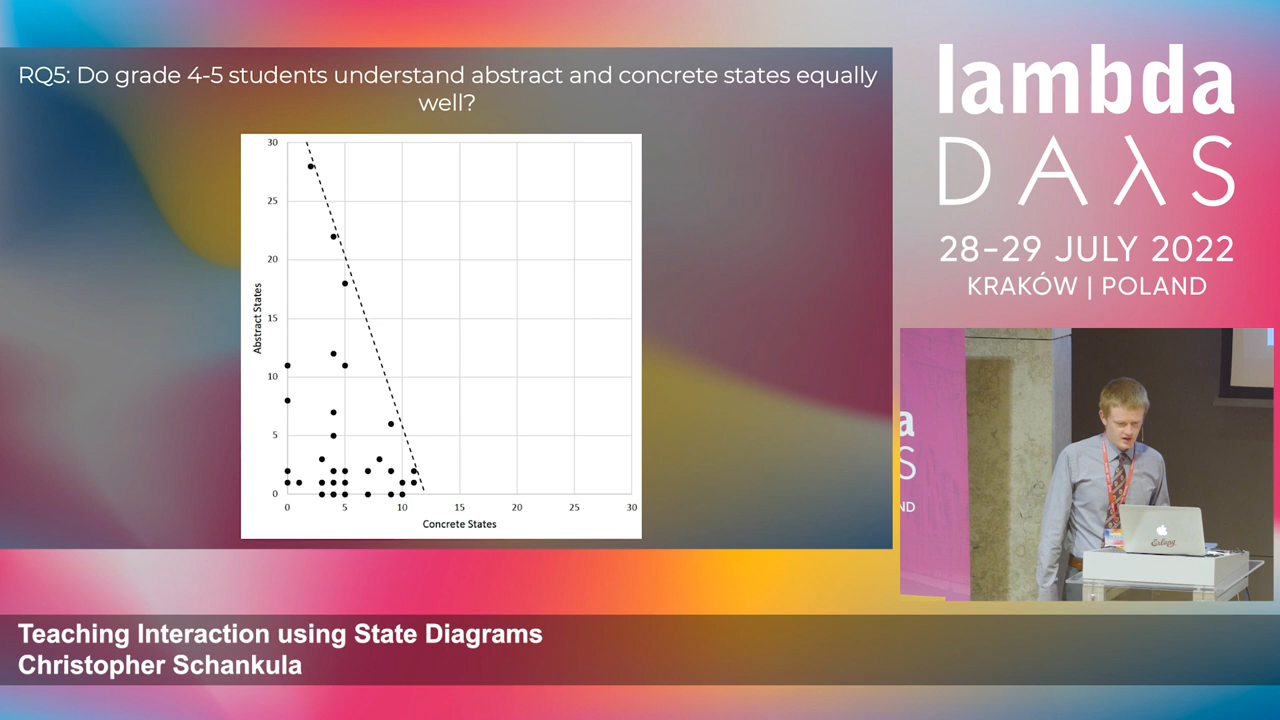 RQ5: Do grade 4-5 students understand abstract and concrete states equally
well?
30
25
20
15
10
5
0
Abstract States
0 5 10 15 20 25 30
Concrete States
lambda
DAλS
28–29 JULY 2022
KRAKÓW | POLAND
a
S
ND
Erlang
Teaching Interaction using State Diagrams
Christopher Schankula